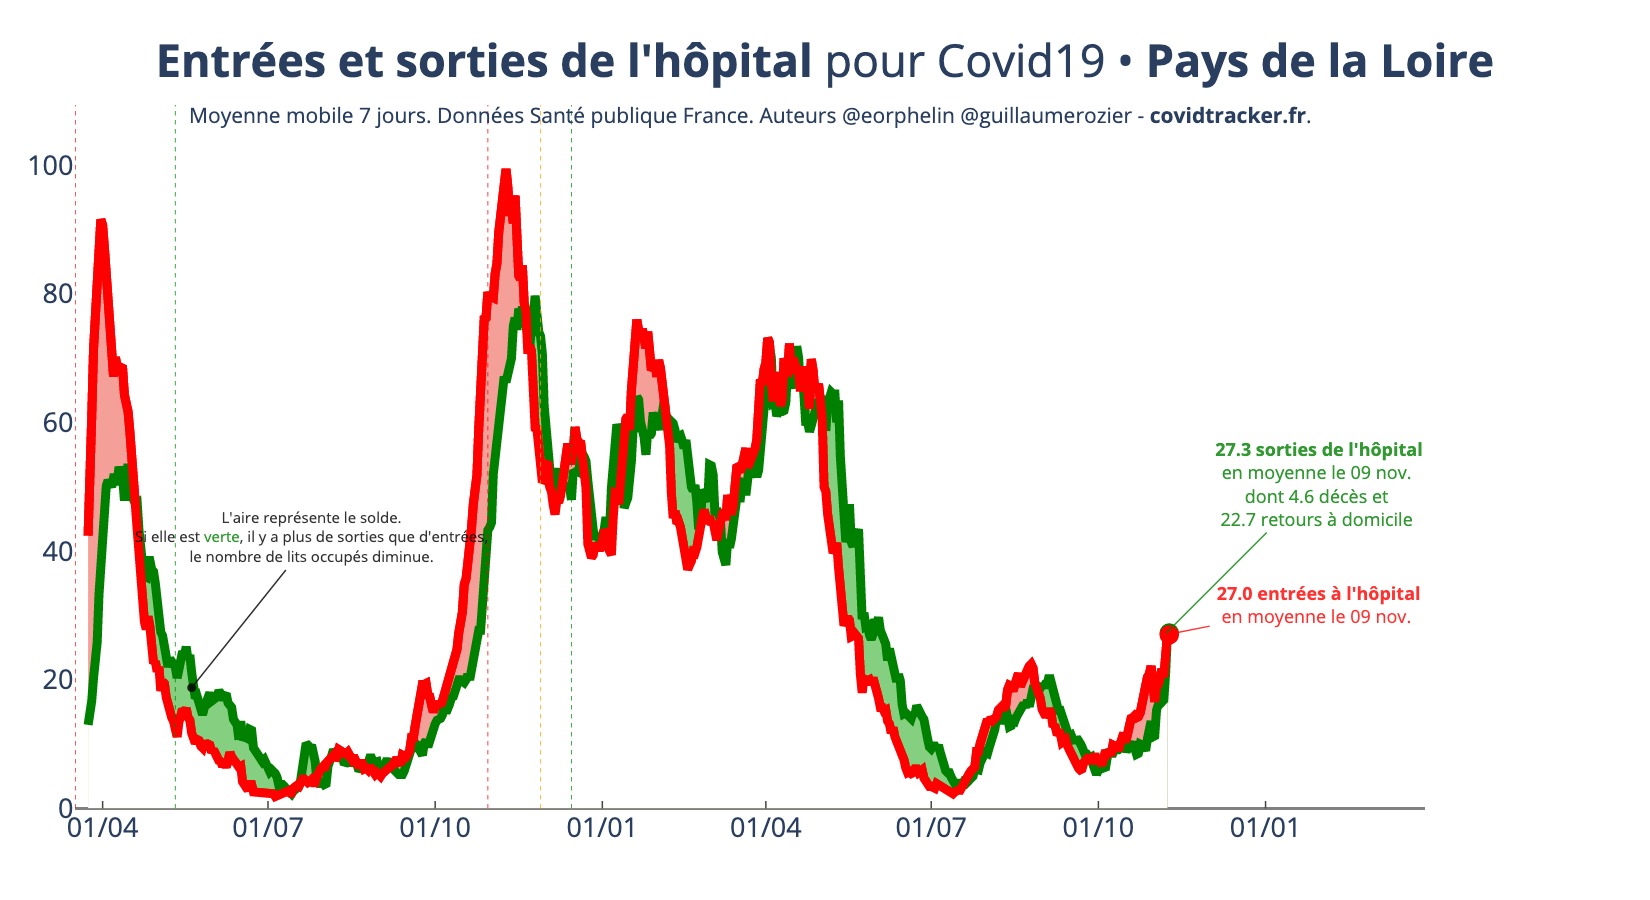 Entrées et sorties de l'hôpital pour Covid19 • Pays de la Loire
Moyenne mobile 7 jours. Données Santé publique France. Auteurs @eorphelin @guillaumerozier - covidtracker.fr.
100
80
60
40
20
0
27.3 sorties de l'hôpital
en moyenne le 09 nov.
dont 4.6 décès et
22.7 retours à domicile
L'aire représente le solde.
Si elle est verte, il y a plus de sorties que d'entrées,
le nombre de lits occupés diminue.
27.0 entrées à l'hôpital
en moyenne le 09 nov.
01/04 01/07 01/10 01/01 01/04 01/07 01/10 01/01